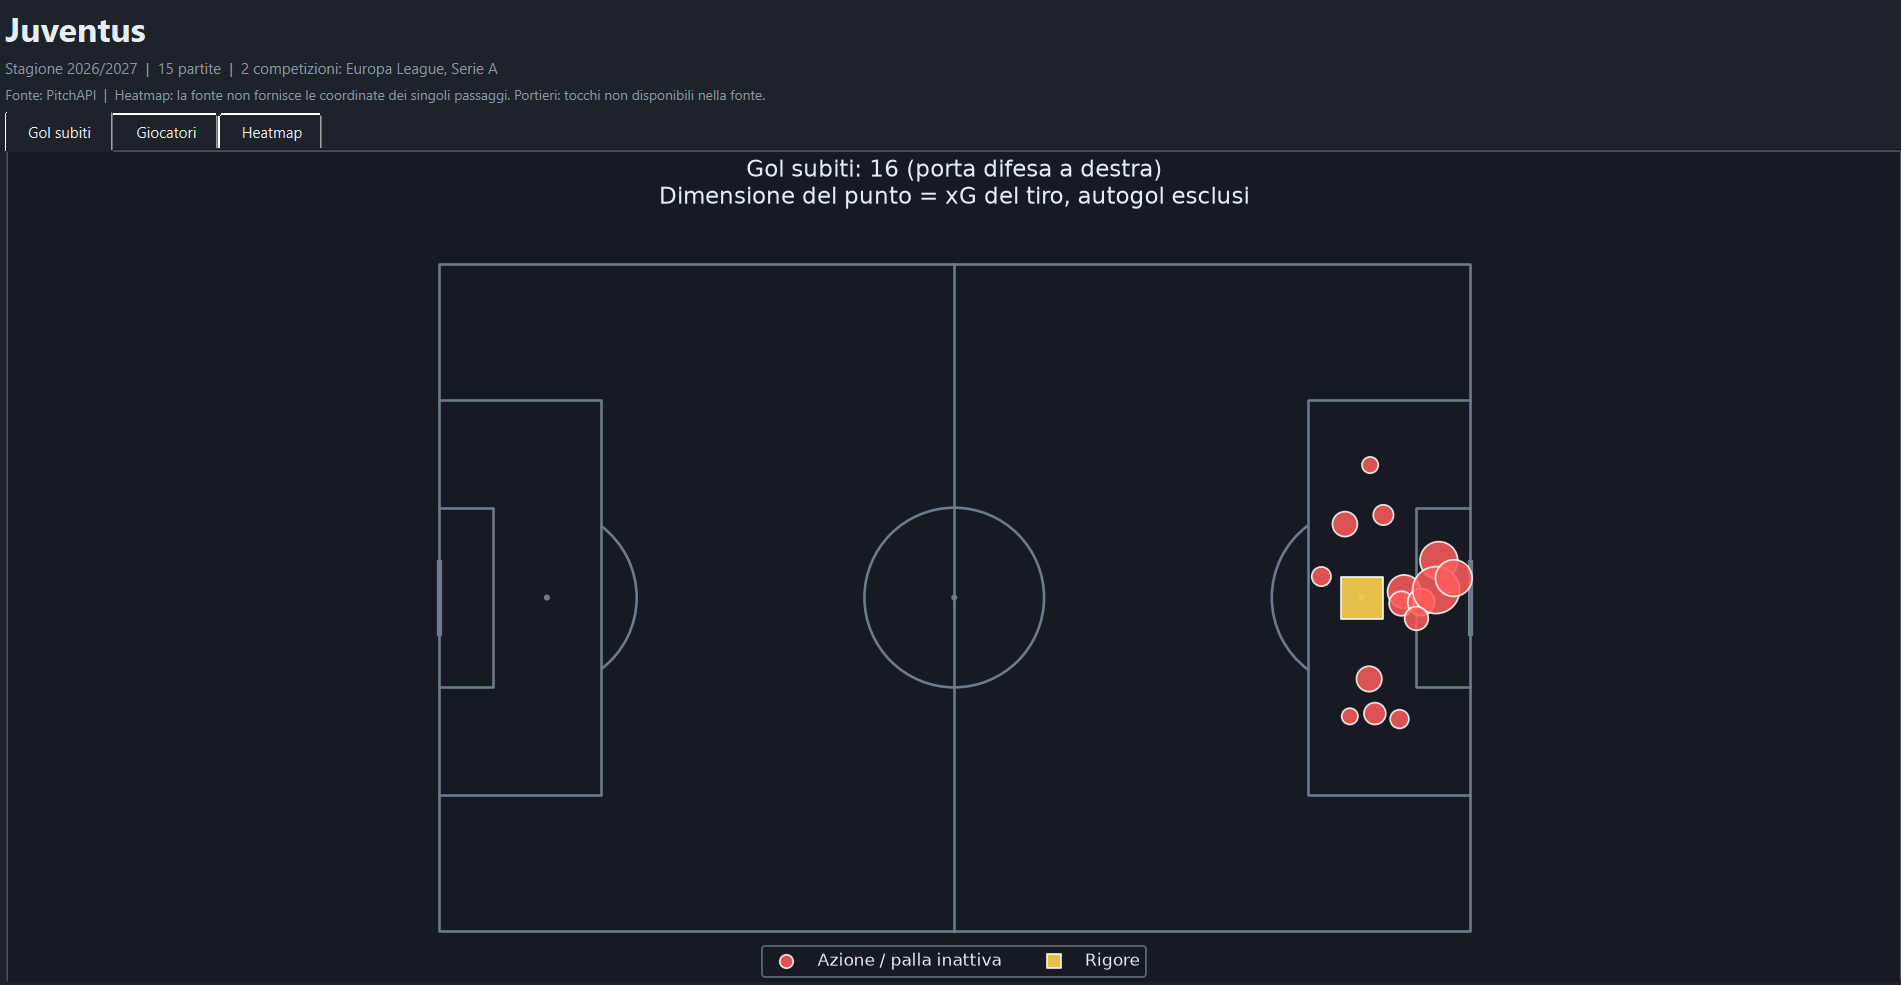 Juventus
Stagione 2026/2027 | 15 partite | 2 competizioni: Europa League, Serie A
Fonte: PitchAPI | Heatmap: la fonte non fornisce le coordinate dei singoli passaggi. Portieri: tocchi non disponibili nella fonte.
Gol subiti Giocatori Heatmap
Gol subiti: 16 (porta difesa a destra)
Dimensione del punto = xG del tiro, autogol esclusi
Azione / palla inattiva Rigore